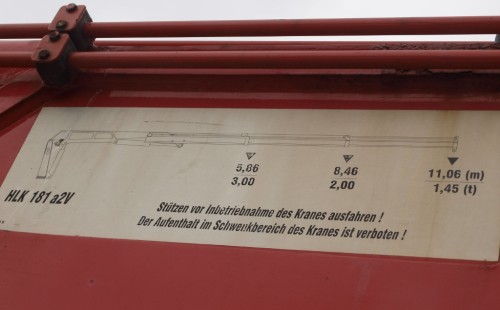 5,86 8,46 11,06 (m)
3,00 2,00 1,45 (t)
HLK 181 a2V
Stützen vor Inbetriebnahme des Kranes ausfahren !
Der Aufenthalt im Schwenkbereich des Kranes ist verboten !